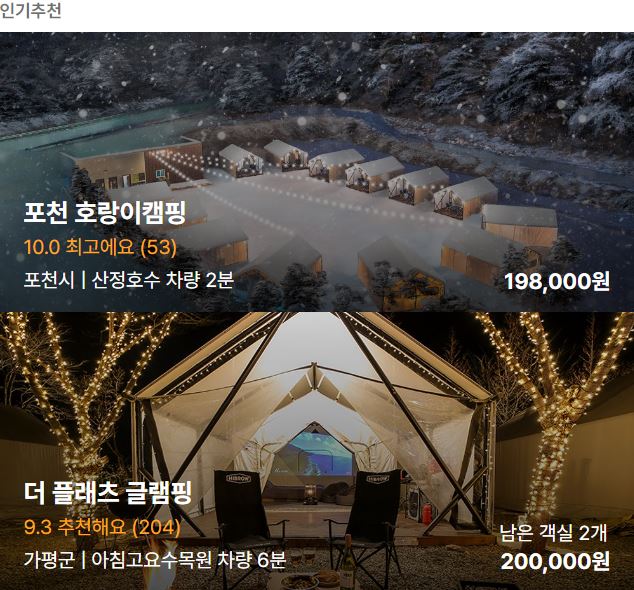 인기추천
포천 호랑이캠핑
10.0 최고에요 (53)
포천시 | 산정호수 차량 2분
198,000원
더 플래츠 글램핑
9.3 추천해요 (204)
가평군 | 아침고요수목원 차량 6분
남은 객실 2개
200,000원
HIBROW
HIBROW